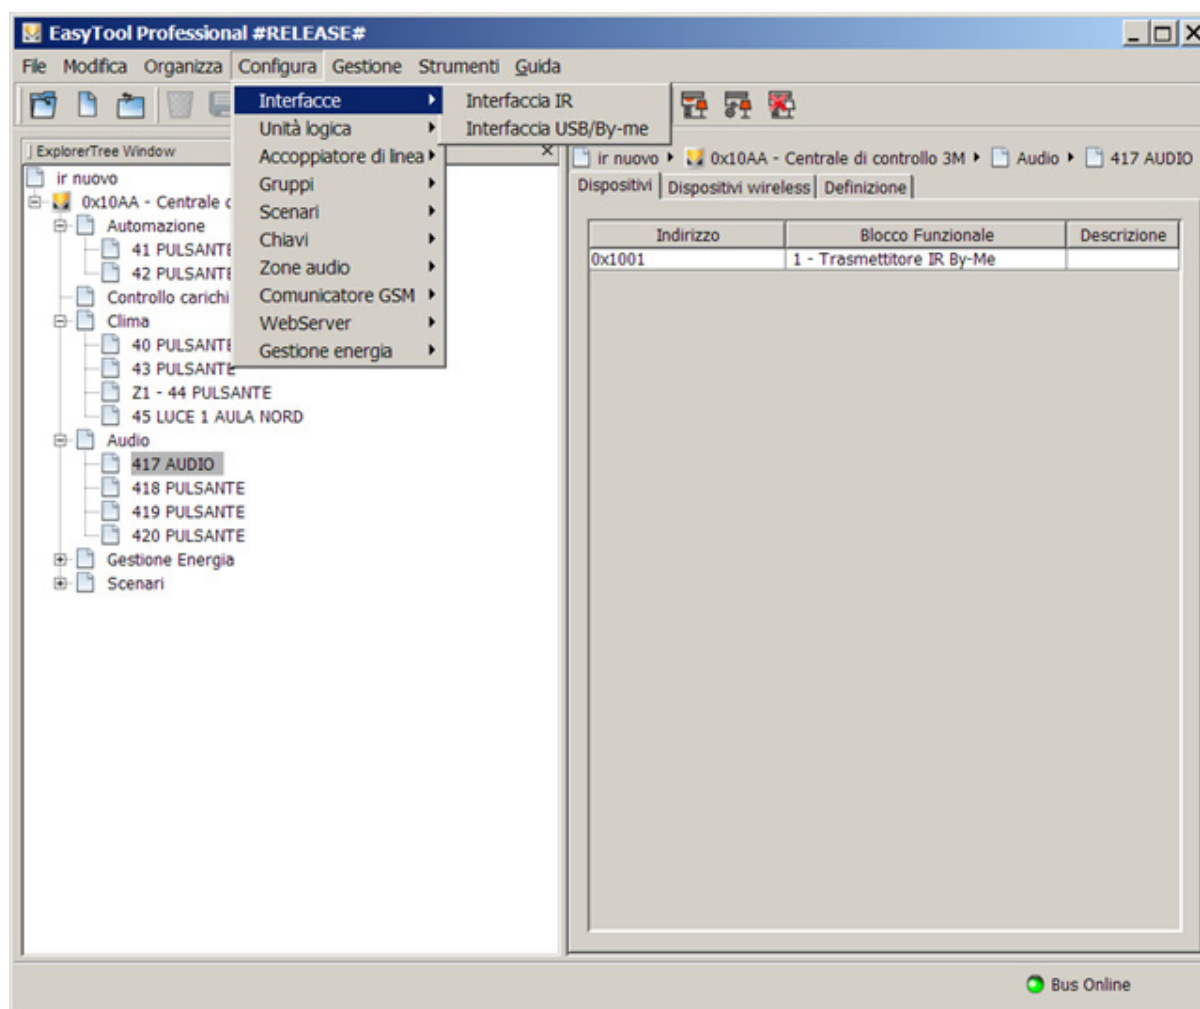 EasyTool Professional #RELEASE#
File Modifica Organizza Configura Gestione Strumenti Guida
Interfacce
Unità logica
Accoppiatore di linea
Gruppi
Scenari
Chiavi
Zone audio
Comunicatore GSM
WebServer
Gestione energia
Interfaccia IR
Interfaccia USB/By-me
ExplorerTree Window
ir nuovo
0x10AA - Centrale
Automazione
41 PULSANTE
42 PULSANTE
Controllo carichi
Clima
40 PULSANTE
43 PULSANTE
Z1 - 44 PULSANTE
45 LUCE 1 AULA NORD
Audio
417 AUDIO
418 PULSANTE
419 PULSANTE
420 PULSANTE
Gestione Energia
Scenari
ir nuovo 0x10AA - Centrale di controllo 3M Audio 417 AUDIO
Dispositivi Dispositivi wireless Definizione
Indirizzo Blocco Funzionale Descrizione
0x1001 1 - Trasmettitore IR By-Me
Bus Online